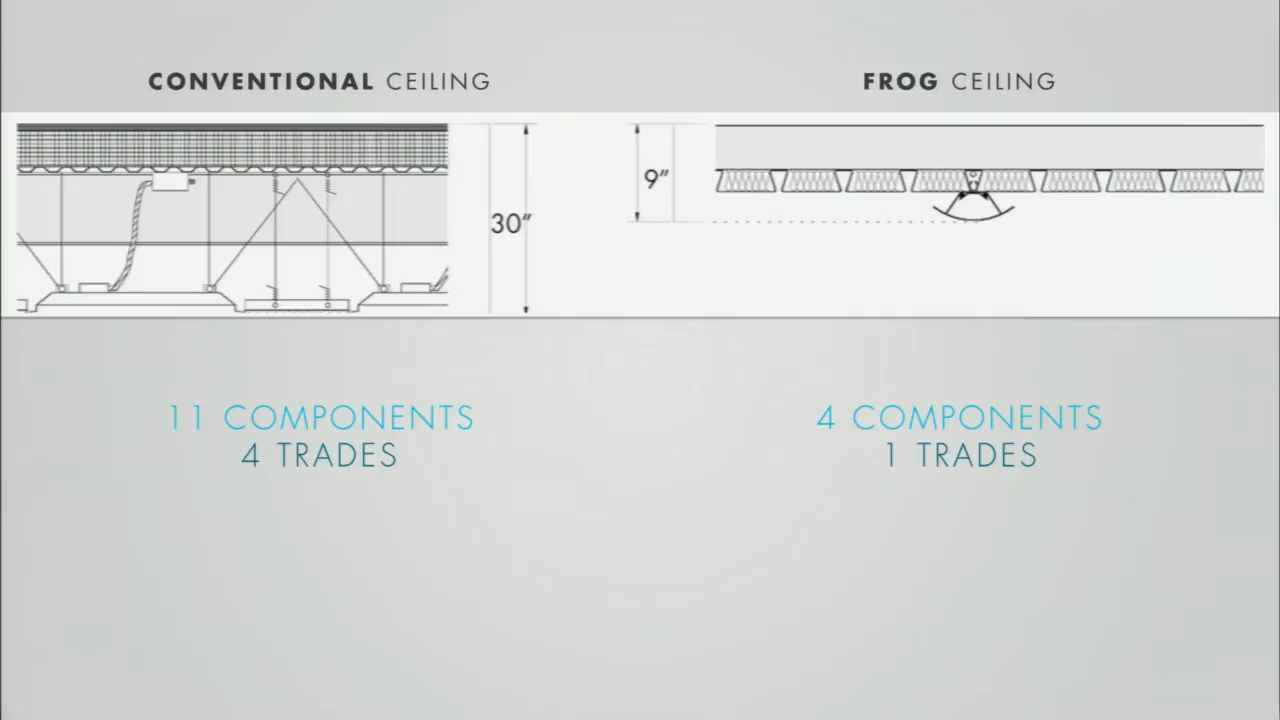 CONVENTIONAL CEILING
FROG CEILING
30"
9"
11 COMPONENTS
4 TRADES
4 COMPONENTS
1 TRADES